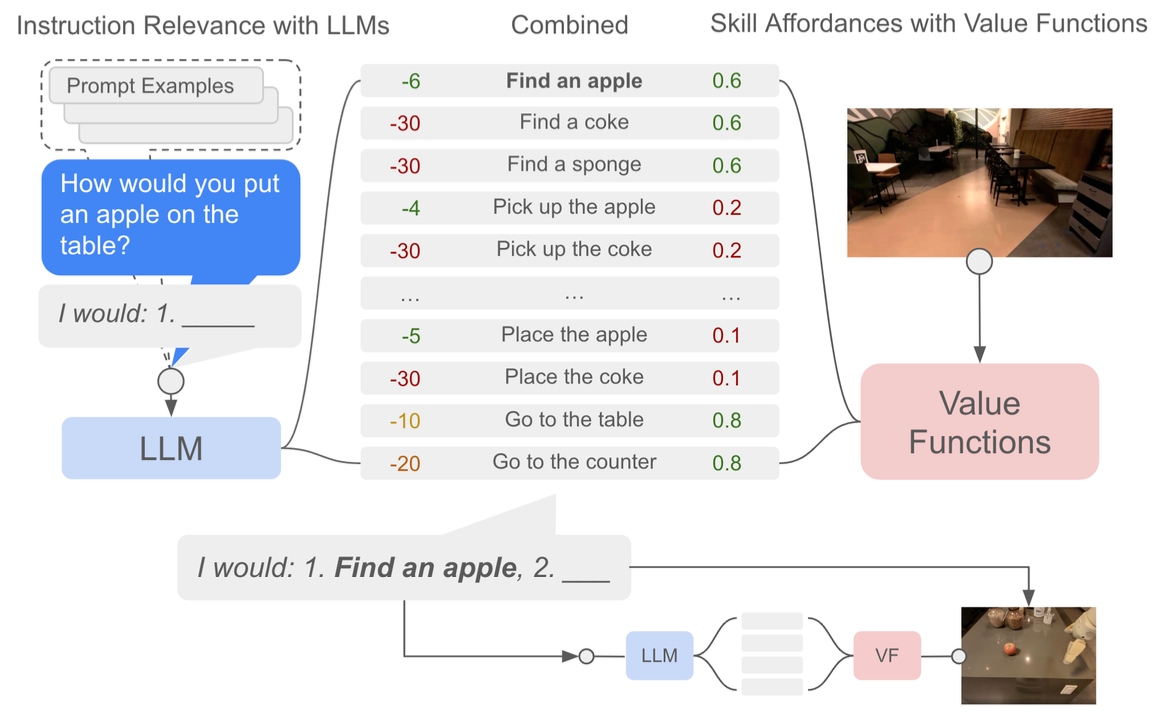 Instruction Relevance with LLMs
Combined
Skill Affordances with Value Functions
Prompt Examples
How would you put
an apple on the
table?
I would: 1. _____
LLM
-6 Find an apple 0.6
-30 Find a coke 0.6
-30 Find a sponge 0.6
-4 Pick up the apple 0.2
-30 Pick up the coke 0.2
... ... ...
-5 Place the apple 0.1
-30 Place the coke 0.1
-10 Go to the table 0.8
-20 Go to the counter 0.8
Value
Functions
I would: 1. Find an apple, 2. ___
LLM
VF